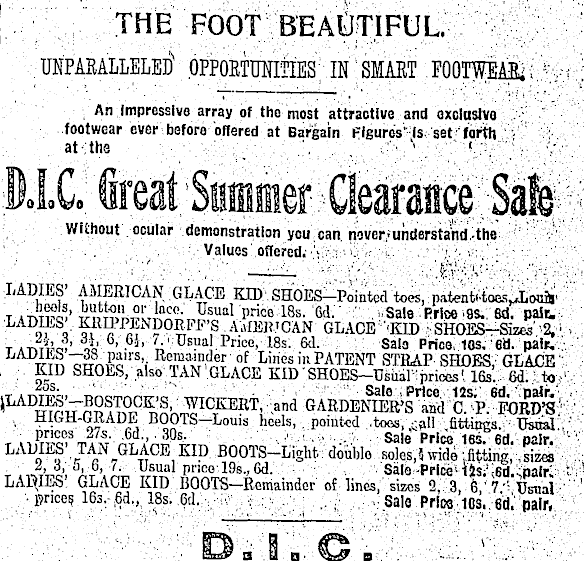 THE FOOT BEAUTIFUL.
UNPARALLELED OPPORTUNITIES IN SMART FOOTWEAR.
An impressive array of the most attractive and exclusive
footwear ever before offered at Bargain Figures is set forth
at the
D.I.C. Great Summer Clearance Sale
Without ocular demonstration you can never understand the
Values offered.
LADIES' AMERICAN GLACE KID SHOES—Pointed toes, patent toes, Louis
heels, button or lace. Usual price 18s. 6d. Sale Price 9s. 6d. pair.
LADIES' KRIPPENDORFF'S AMERICAN GLACE KID SHOES—Sizes 2,
2½, 3, 3½, 6, 6½, 7. Usual Price, 18s. 6d. Sale Price 10s. 6d. pair.
LADIES'—38 pairs, Remainder of Lines in PATENT STRAP SHOES, GLACE
KID SHOES, also TAN GLACE KID SHOES—Usual prices 16s. 6d. to
25s. Sale Price 12s. 6d. pair.
LADIES'—BOSTOCK'S, WICKERT, and GARDENIER'S and C. P. FORD'S
HIGH-GRADE BOOTS—Louis heels, pointed toes, all fittings. Usual
prices 27s. 6d., 30s. Sale Price 16s. 6d. pair.
LADIES' TAN GLACE KID BOOTS—Light double soles, wide fitting, sizes
2, 3, 5, 6, 7. Usual price 19s., 6d. Sale Price 12s. 6d. pair.
LADIES' GLACE KID BOOTS—Remainder of lines, sizes 2, 3, 6, 7. Usual
prices 16s. 6d., 18s. 6d. Sale Price 10s. 6d. pair.
D.I.C.